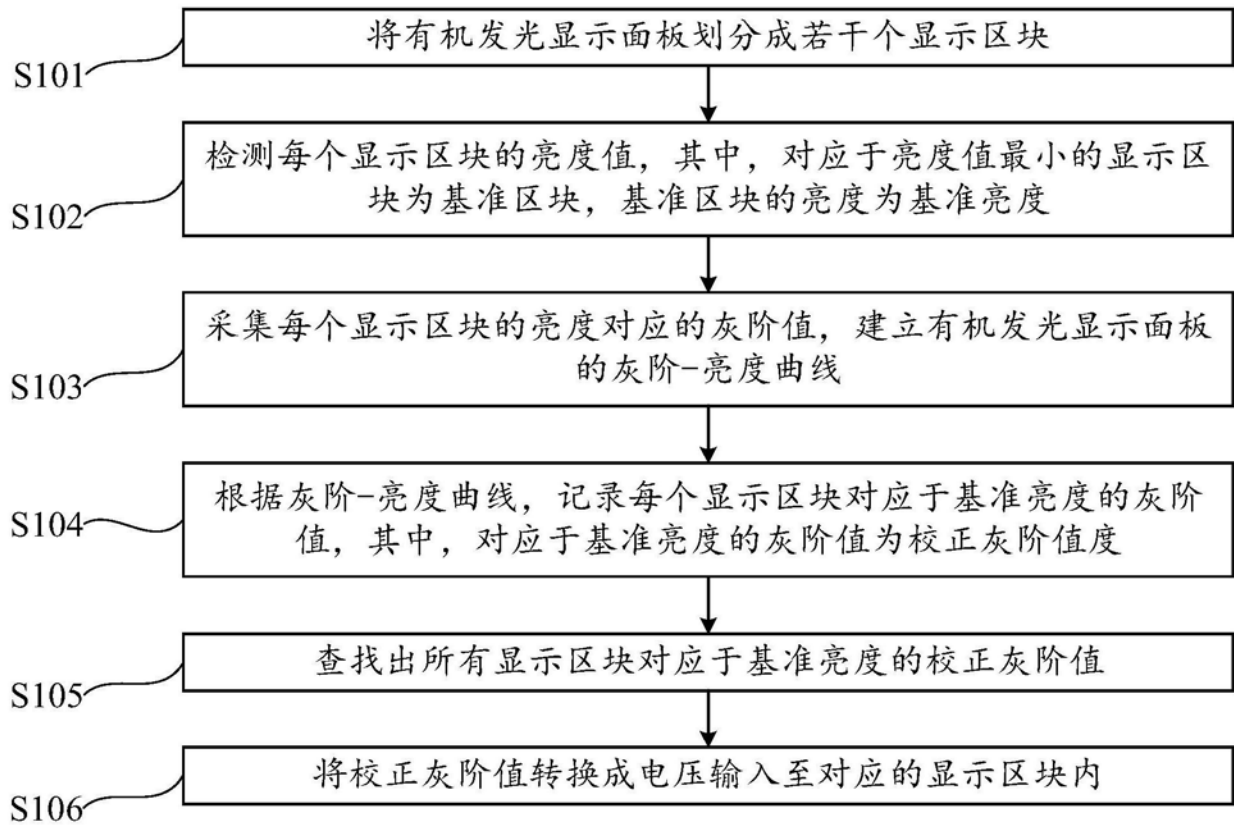 S101
将有机发光显示面板划分成若干个显示区块
S102
检测每个显示区块的亮度值，其中，对应于亮度值最小的显示区
块为基准区块，基准区块的亮度为基准亮度
S103
采集每个显示区块的亮度对应的灰阶值，建立有机发光显示面板
的灰阶-亮度曲线
S104
根据灰阶-亮度曲线，记录每个显示区块对应于基准亮度的灰阶
值，其中，对应于基准亮度的灰阶值为校正灰阶值度
S105
查找出所有显示区块对应于基准亮度的校正灰阶值
S106
将校正灰阶值转换成电压输入至对应的显示区块内